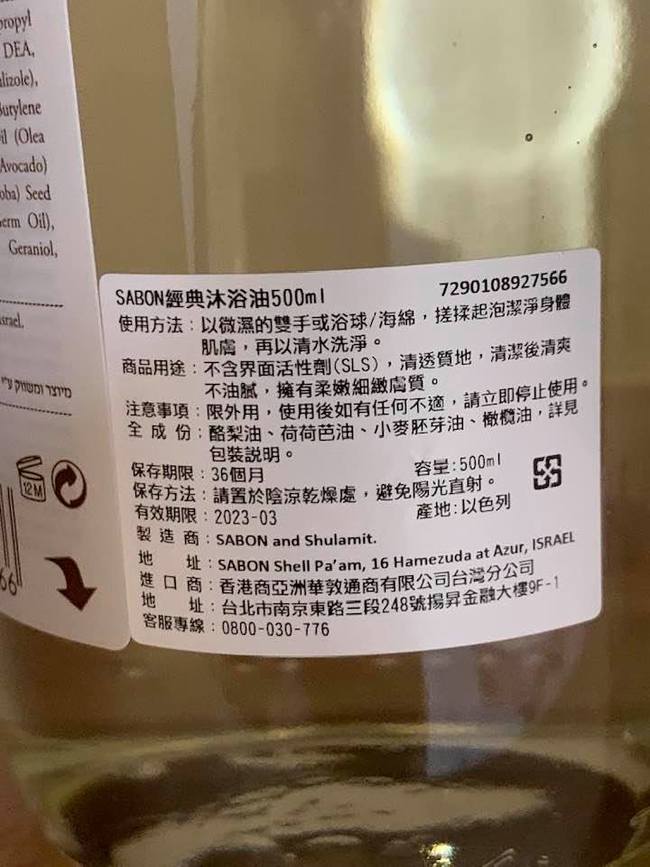 propyl
DEA,
lizole),
Butylene
il (Olea
Avocado)
oba) Seed
erm Oil),
Geraniol,
srael.
מיוצר ומשווק ע"י
12 M
66
SABON經典沐浴油500ml 7290108927566
使用方法：以微濕的雙手或浴球/海綿，搓揉起泡潔淨身體
肌膚，再以清水洗淨。
商品用途：不含界面活性劑(SLS)，清透質地，清潔後清爽
不油膩，擁有柔嫩細緻膚質。
注意事項：限外用，使用後如有任何不適，請立即停止使用。
全 成 份：酪梨油、荷荷芭油、小麥胚芽油、橄欖油，詳見
包裝說明。
保存期限：36個月 容量:500ml
保存方法：請置於陰涼乾燥處，避免陽光直射。
有效期限：2023-03 產地:以色列
製 造 商：SABON and Shulamit.
地 址：SABON Shell Pa'am, 16 Hamezuda at Azur, ISRAEL
進 口 商：香港商亞洲華敦通商有限公司台灣分公司
地 址：台北市南京東路三段248號揚昇金融大樓9F-1
客服專線：0800-030-776